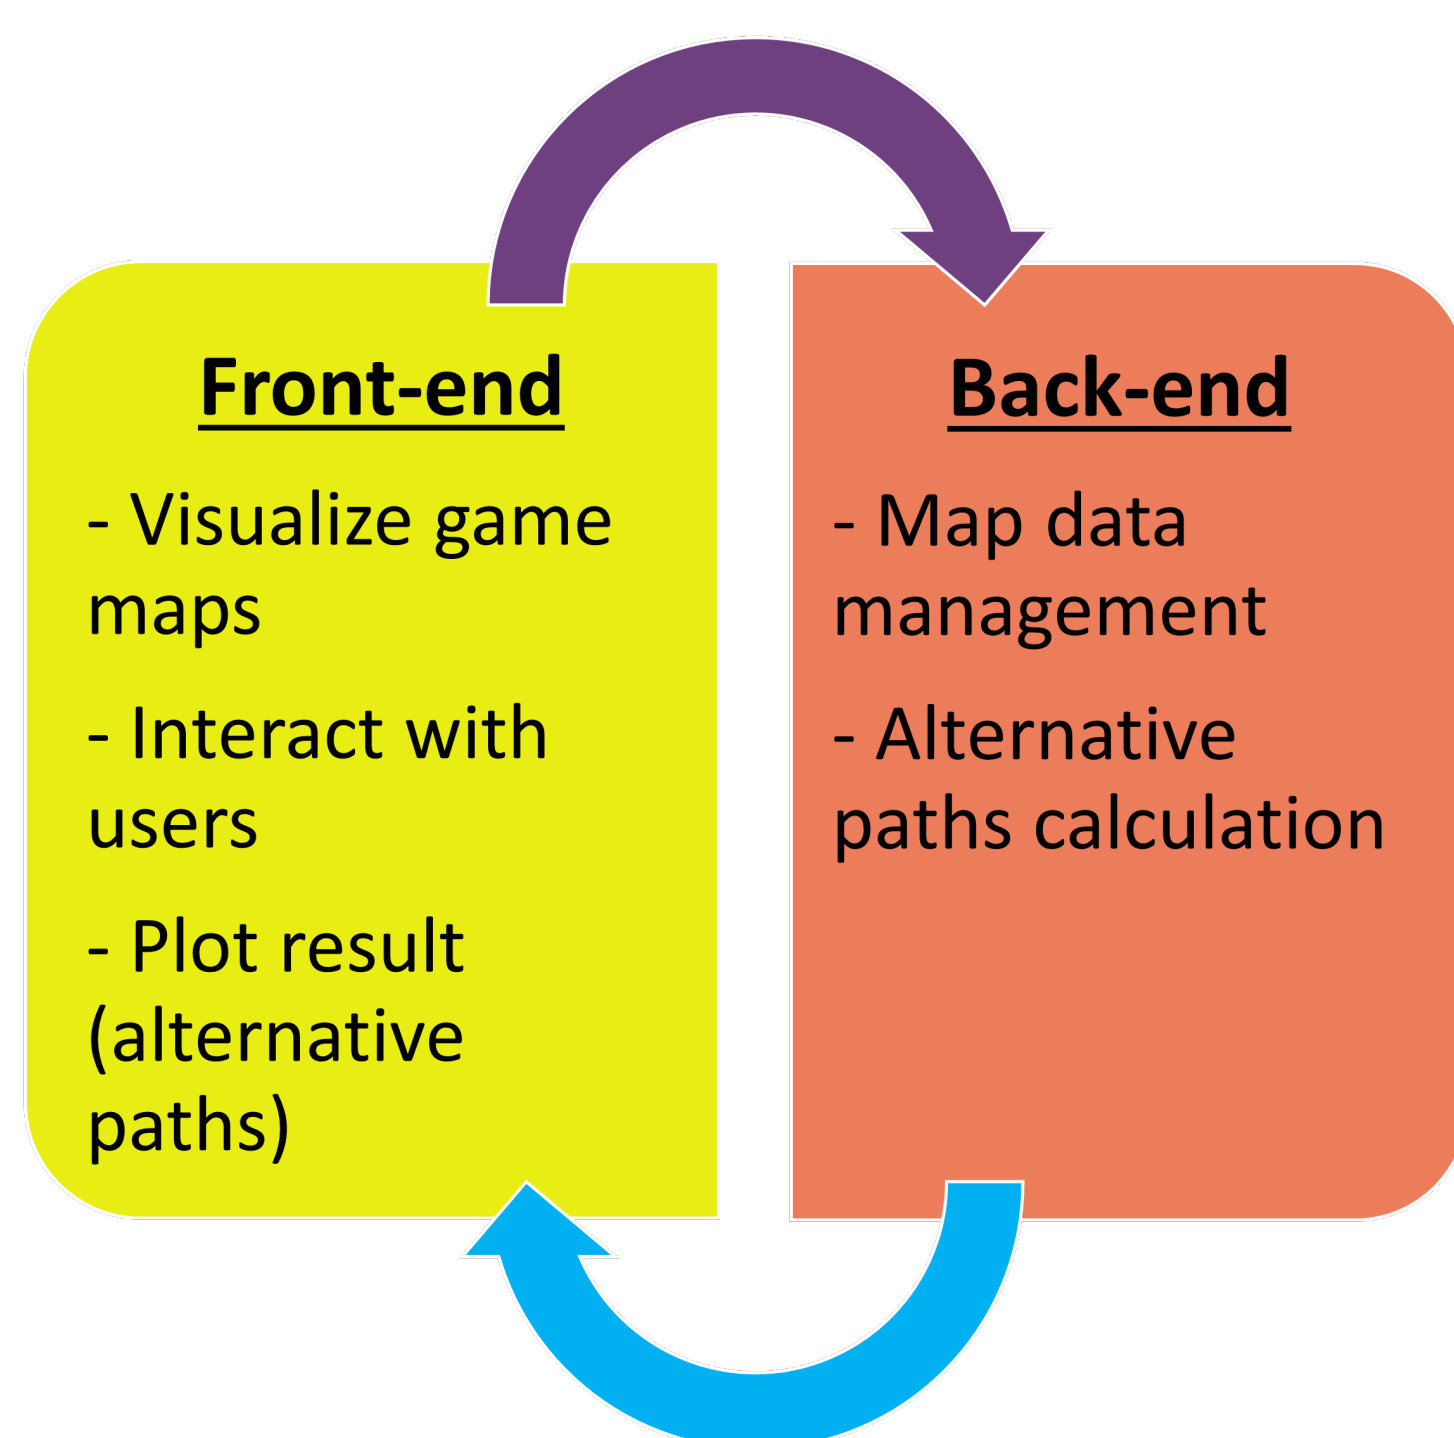 Front-end
- Visualize game
maps
- Interact with
users
- Plot result
(alternative
paths)
Back-end
- Map data
management
- Alternative
paths calculation